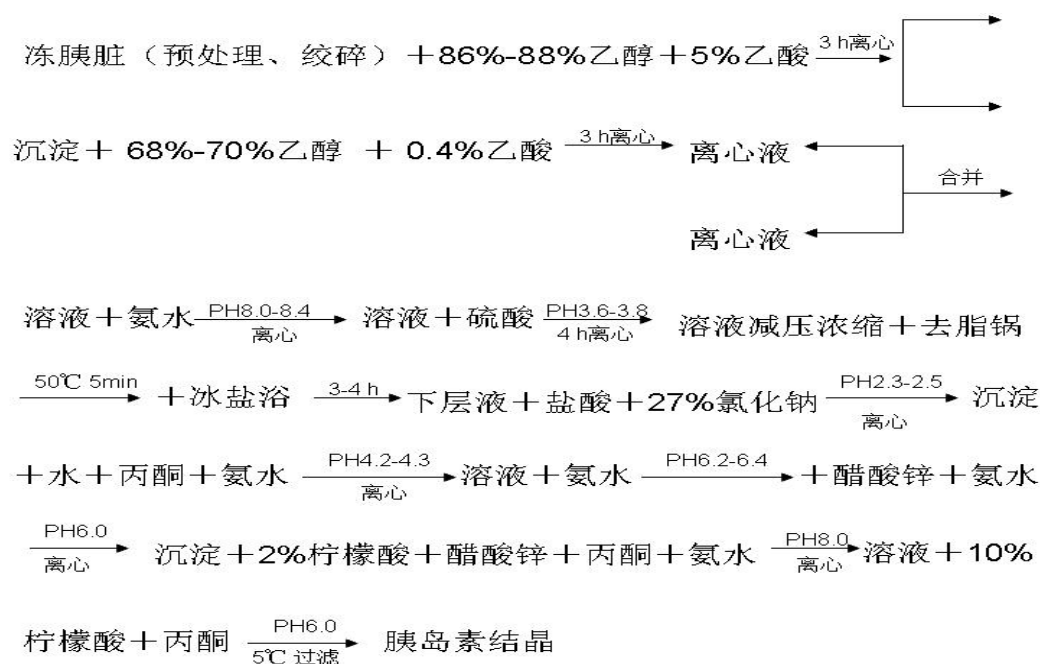 冻胰脏（预处理、绞碎）＋86%-88%乙醇＋5%乙酸 3 h离心
沉淀＋ 68%-70%乙醇 ＋ 0.4%乙酸 3 h离心 离心液 合并
离心液
溶液＋氨水 PH8.0-8.4 离心 溶液＋硫酸 PH3.6-3.8 4 h离心 溶液减压浓缩＋去脂锅
50℃ 5min ＋冰盐浴 3-4 h 下层液＋盐酸＋27%氯化钠 PH2.3-2.5 离心 沉淀
＋水＋丙酮＋氨水 PH4.2-4.3 离心 溶液＋氨水 PH6.2-6.4 ＋醋酸锌＋氨水
PH6.0 离心 沉淀＋2%柠檬酸＋醋酸锌＋丙酮＋氨水 PH8.0 离心 溶液＋10%
柠檬酸＋丙酮 PH6.0 5℃ 过滤 胰岛素结晶